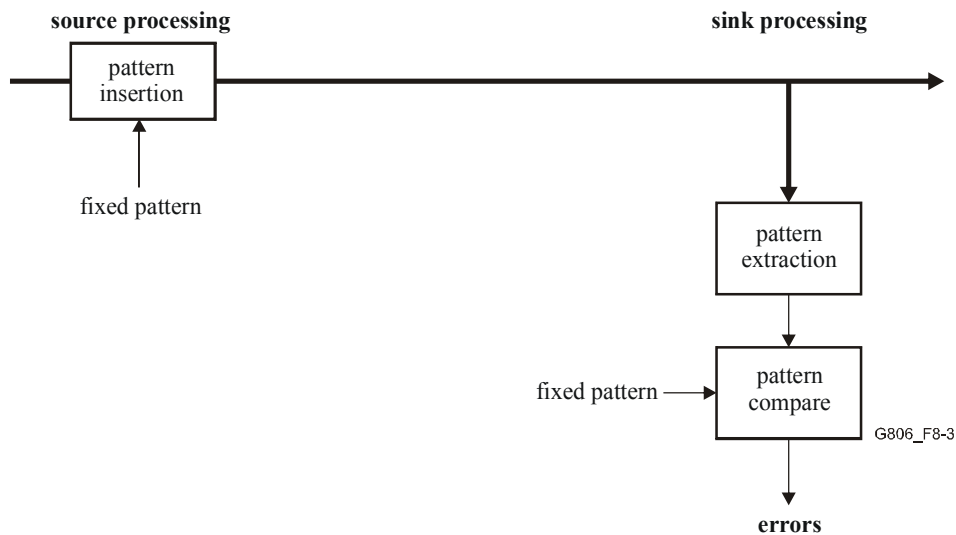 source processing
sink processing
pattern
insertion
fixed pattern
pattern
extraction
fixed pattern
pattern
compare
G806_F8-3
errors